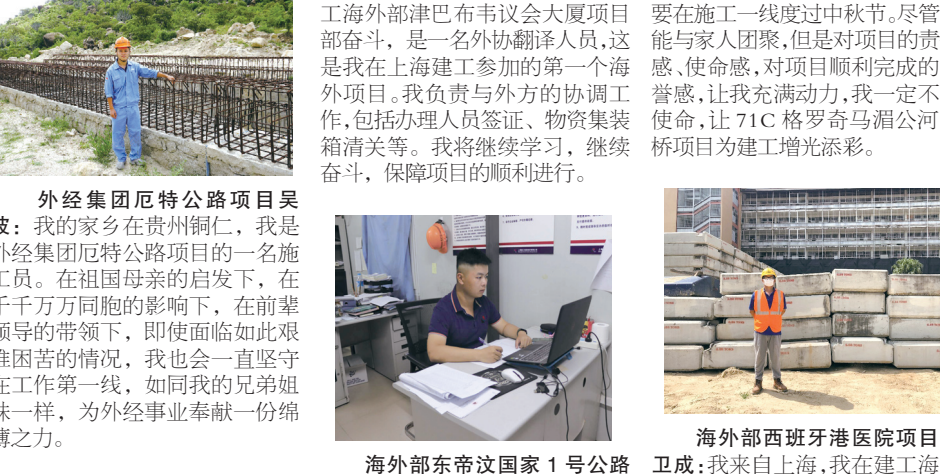 外经集团厄特公路项目吴
波：我的家乡在贵州铜仁，我是
外经集团厄特公路项目的一名施
工员。在祖国母亲的启发下，在
千千万万同胞的影响下，在前辈
领导的带领下，即使面临如此艰
难困苦的情况，我也会一直坚守
在工作第一线，如同我的兄弟姐
妹一样，为外经事业奉献一份绵
薄之力。
工海外部津巴布韦议会大厦项目
部奋斗，是一名外协翻译人员,这
是我在上海建工参加的第一个海
外项目。我负责与外方的协调工
作,包括办理人员签证、物资集装
箱清关等。我将继续学习，继续
奋斗，保障项目的顺利进行。
海外部东帝汶国家 1 号公路
要在施工一线度过中秋节。尽管
能与家人团聚,但是对项目的责
感、使命感,对项目顺利完成的
誉感,让我充满动力,我一定不
使命,让 71C 格罗奇马湄公河
桥项目为建工增光添彩。
海外部西班牙港医院项目
卫成:我来自上海,我在建工海